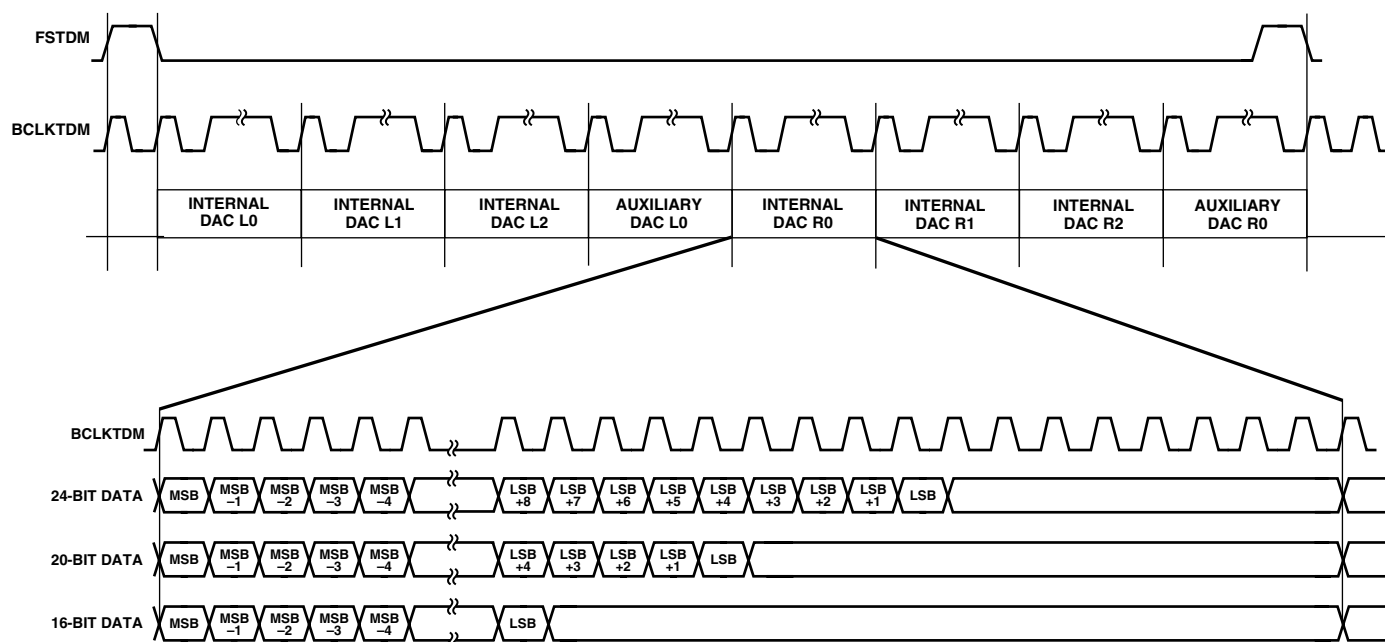 FSTDM
BCLKTDM
INTERNAL DAC L0
INTERNAL DAC L1
INTERNAL DAC L2
AUXILIARY DAC L0
INTERNAL DAC R0
INTERNAL DAC R1
INTERNAL DAC R2
AUXILIARY DAC R0
BCLKTDM
24-BIT DATA MSB MSB –1 MSB –2 MSB –3 MSB –4 LSB +8 LSB +7 LSB +6 LSB +5 LSB +4 LSB +3 LSB +2 LSB +1 LSB
20-BIT DATA MSB MSB –1 MSB –2 MSB –3 MSB –4 LSB +4 LSB +3 LSB +2 LSB +1 LSB
16-BIT DATA MSB MSB –1 MSB –2 MSB –3 MSB –4 LSB